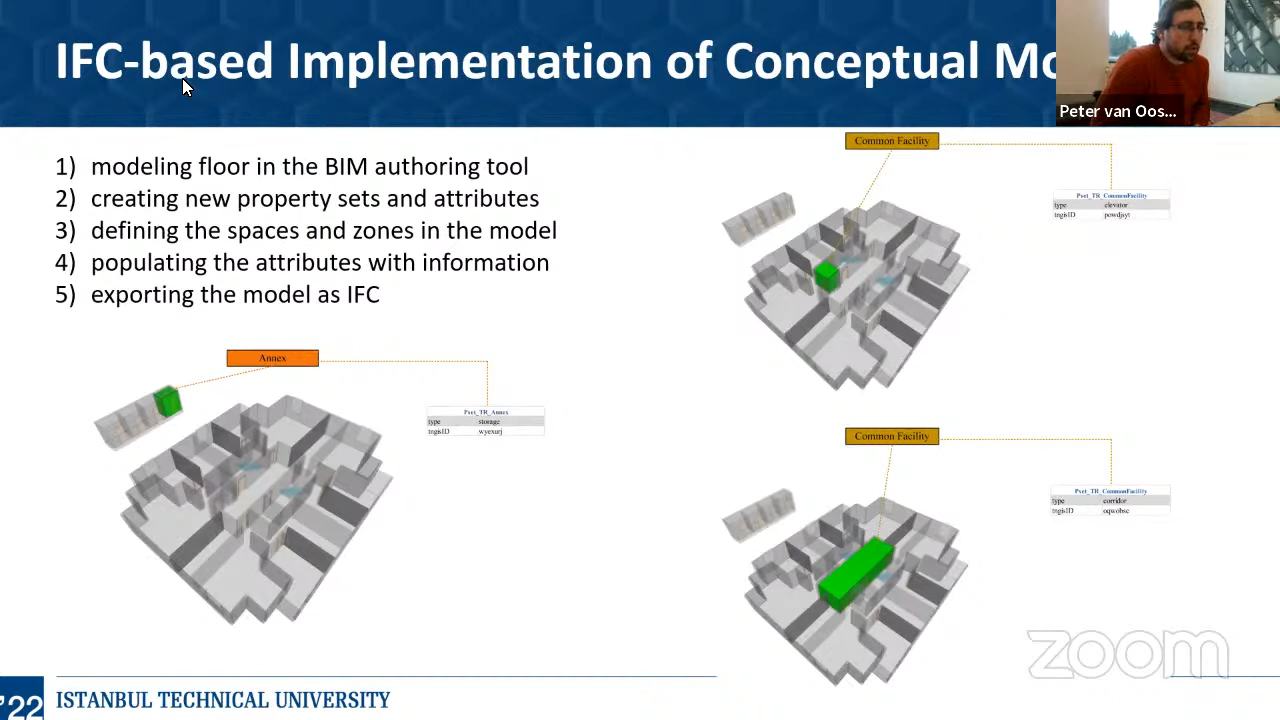 IFC-based Implementation of Conceptual Mo
Peter van Oos...
1) modeling floor in the BIM authoring tool
2) creating new property sets and attributes
3) defining the spaces and zones in the model
4) populating the attributes with information
5) exporting the model as IFC
Common Facility
Pset_TR_CommonFacility
type elevator
tngisID powdjsyt
Annex
Pset_TR_Annex
type storage
tngisID wyexurj
Common Facility
Pset_TR_CommonFacility
type corridor
tngisID oqwobsc
zoom
'22
ISTANBUL TECHNICAL UNIVERSITY